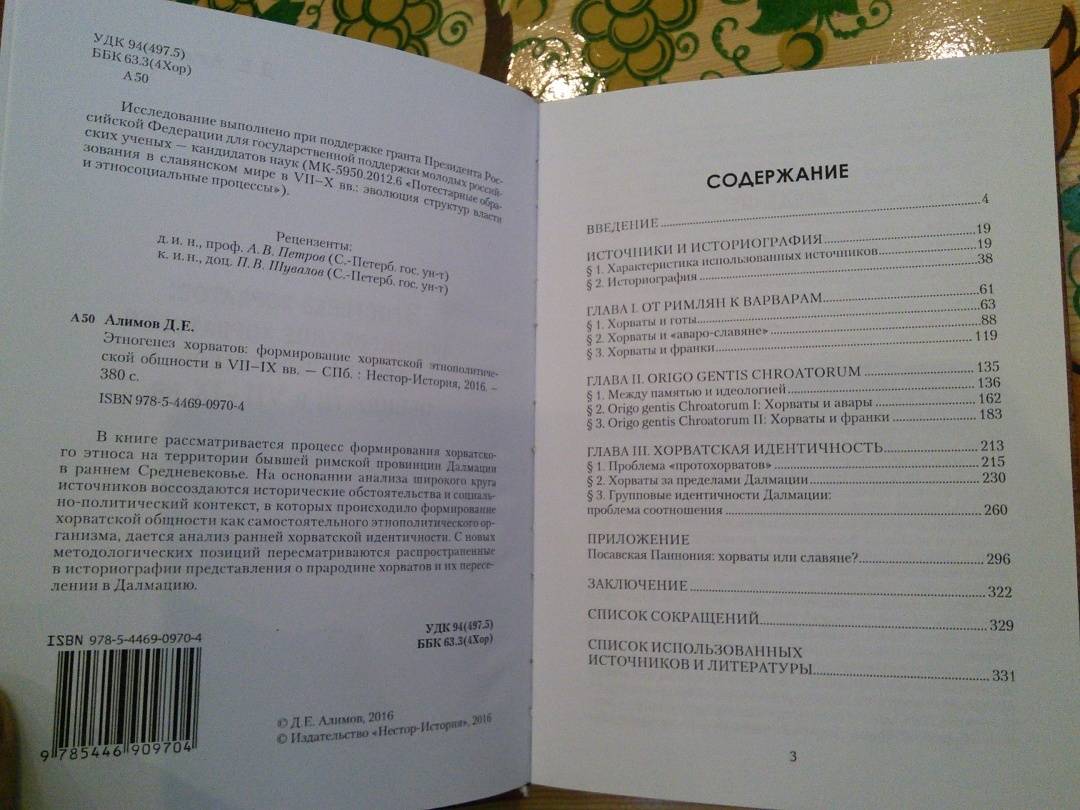 УДК 94(497.5)
ББК 63.3(4Хор)
А50
Исследование выполнено при поддержке гранта Президента Рос-
сийской Федерации для государственной поддержки молодых россий-
ских ученых — кандидатов наук (МК-5950.2012.6 «Потестарные обра-
зования в славянском мире в VII–X вв.: эволюция структур власти
и этносоциальные процессы»).
Рецензенты:
д. и. н., проф. А. В. Петров (С.-Петерб. гос. ун-т)
к. и. н., доц. П. В. Шувалов (С.-Петерб. гос. ун-т)
А50 Алимов Д.Е.
Этногенез хорватов: формирование хорватской этнополитиче-
ской общности в VII–IX вв. — СПб. : Нестор-История, 2016. –
380 с.
ISBN 978-5-4469-0970-4
В книге рассматривается процесс формирования хорватско-
го этноса на территории бывшей римской провинции Далмация
в раннем Средневековье. На основании анализа широкого круга
источников воссоздаются исторические обстоятельства и социаль-
но-политический контекст, в которых происходило формирование
хорватской общности как самостоятельного этнополитического ор-
ганизма, дается анализ ранней хорватской идентичности. С новых
методологических позиций пересматриваются распространенные
в историографии представления о прародине хорватов и их пересе-
лении в Далмацию.
УДК 94(497.5)
ББК 63.3(4Хор)
ISBN 978-5-4469-0970-4
9 785446 909704
© Д.Е. Алимов, 2016
© Издательство «Нестор-История», 2016
СОДЕРЖАНИЕ
ВВЕДЕНИЕ 4
ИСТОЧНИКИ И ИСТОРИОГРАФИЯ 19
§ 1. Характеристика использованных источников 19
§ 2. Историография 38
ГЛАВА I. ОТ РИМЛЯН К ВАРВАРАМ 61
§ 1. Хорваты и готы 63
§ 2. Хорваты и «аваро-славяне» 88
§ 3. Хорваты и франки 119
ГЛАВА II. ORIGO GENTIS CHROATORUM 135
§ 1. Между памятью и идеологией 136
§ 2. Origo gentis Chroatorum I: Хорваты и авары 162
§ 3. Origo gentis Chroatorum II: Хорваты и франки 183
ГЛАВА III. ХОРВАТСКАЯ ИДЕНТИЧНОСТЬ 213
§ 1. Проблема «протохорватов» 215
§ 2. Хорваты за пределами Далмации 230
§ 3. Групповые идентичности Далмации:
проблема соотношения 260
ПРИЛОЖЕНИЕ
Посавская Паннония: хорваты или славяне? 296
ЗАКЛЮЧЕНИЕ 322
СПИСОК СОКРАЩЕНИЙ 329
СПИСОК ИСПОЛЬЗОВАННЫХ
ИСТОЧНИКОВ И ЛИТЕРАТУРЫ 331
3